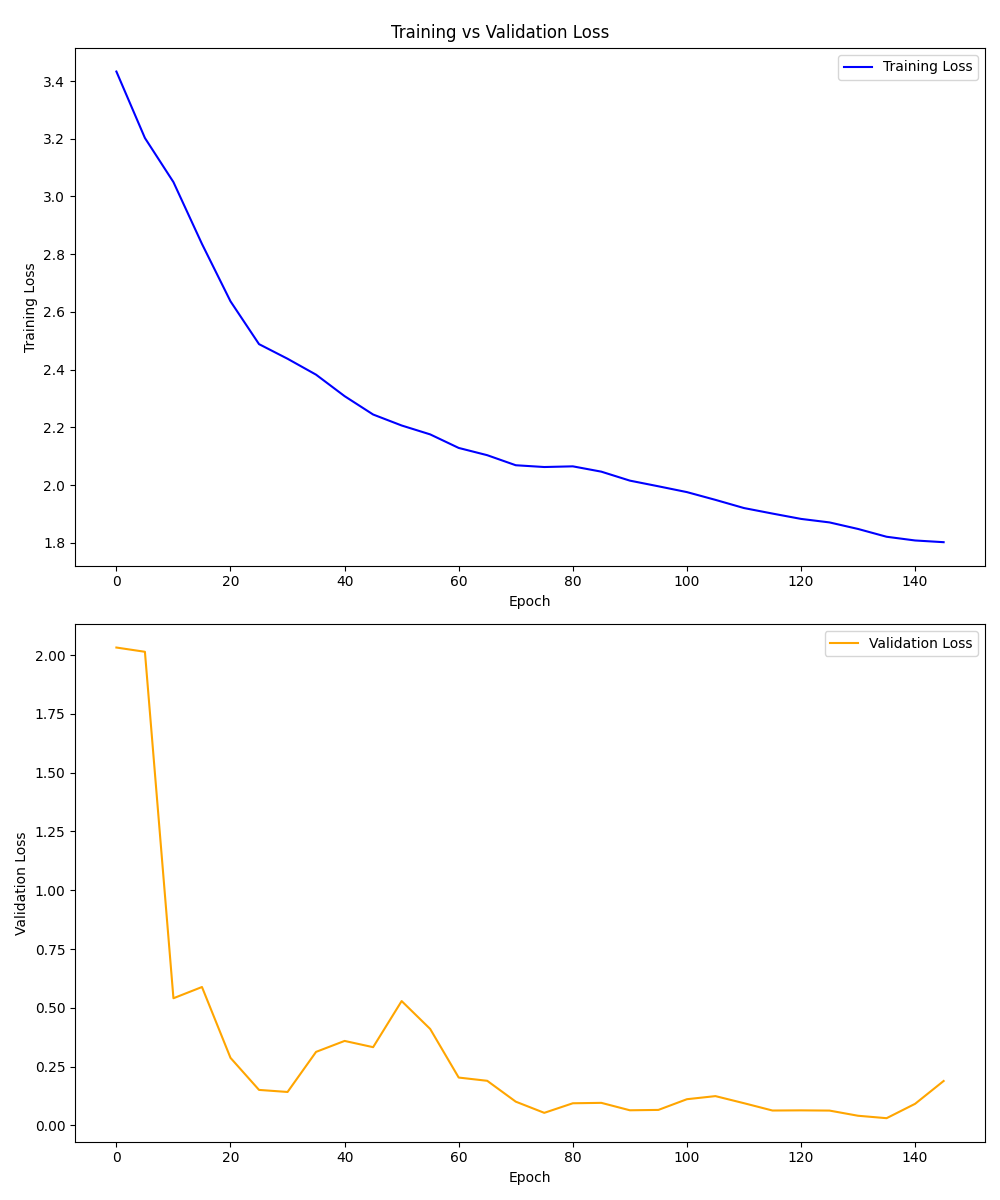 Training vs Validation Loss
Training Loss
3.4
3.2
3.0
2.8
2.6
2.4
2.2
2.0
1.8
Training Loss
0 20 40 60 80 100 120 140
Epoch
Validation Loss
2.00
1.75
1.50
1.25
1.00
0.75
0.50
0.25
0.00
Validation Loss
0 20 40 60 80 100 120 140
Epoch